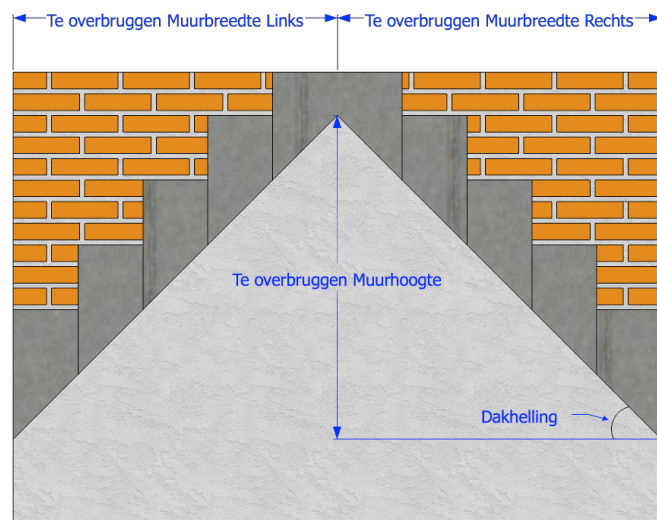 Te overbruggen Muurbreedte Links
Te overbruggen Muurbreedte Rechts
Te overbruggen Muurhoogte
Dakhelling